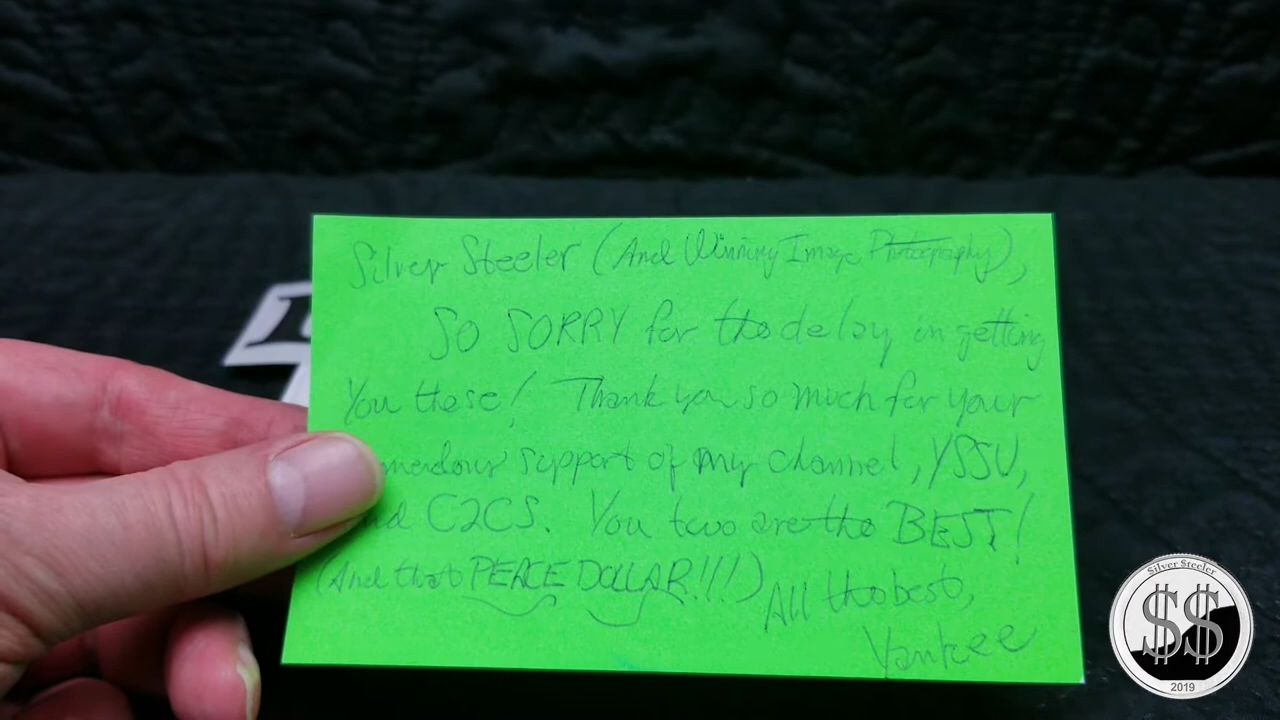 Silver Steeler (And Winning Image Photography),
SO SORRY for the delay in getting
You these! Thank you so much for your
mendous support of my channel, YSSU,
C2CS. You two are the BEST!
(And that PEACE DOLLAR!!!)
All the best,
Yankee
Silver Steeler
$$
2019